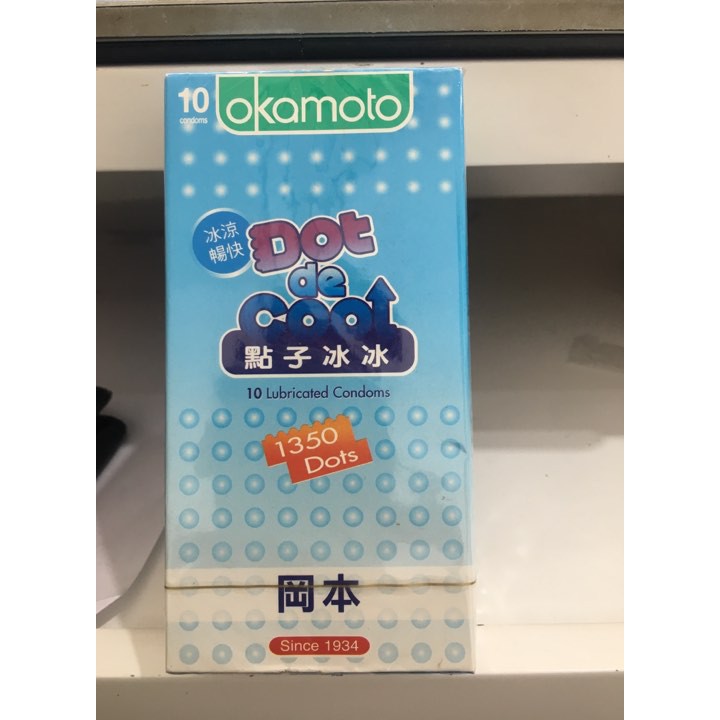 10
condoms
okamoto
冰涼
暢快
Dot
de
Cool
點子冰冰
10 Lubricated Condoms
1350
Dots
岡本
Since 1934